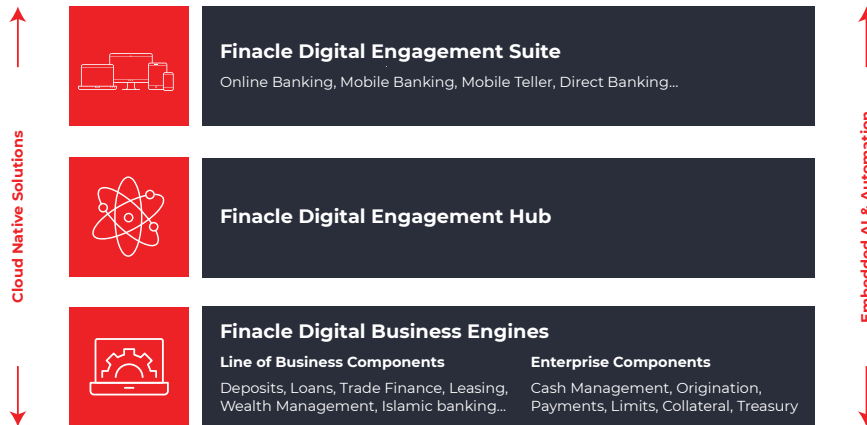 Cloud Native Solutions
Finacle Digital Engagement Suite
Online Banking, Mobile Banking, Mobile Teller, Direct Banking...
Finacle Digital Engagement Hub
Finacle Digital Business Engines
Line of Business Components
Deposits, Loans, Trade Finance, Leasing,
Wealth Management, Islamic banking...
Enterprise Components
Cash Management, Origination,
Payments, Limits, Collateral, Treasury
Embedded AI & Automation